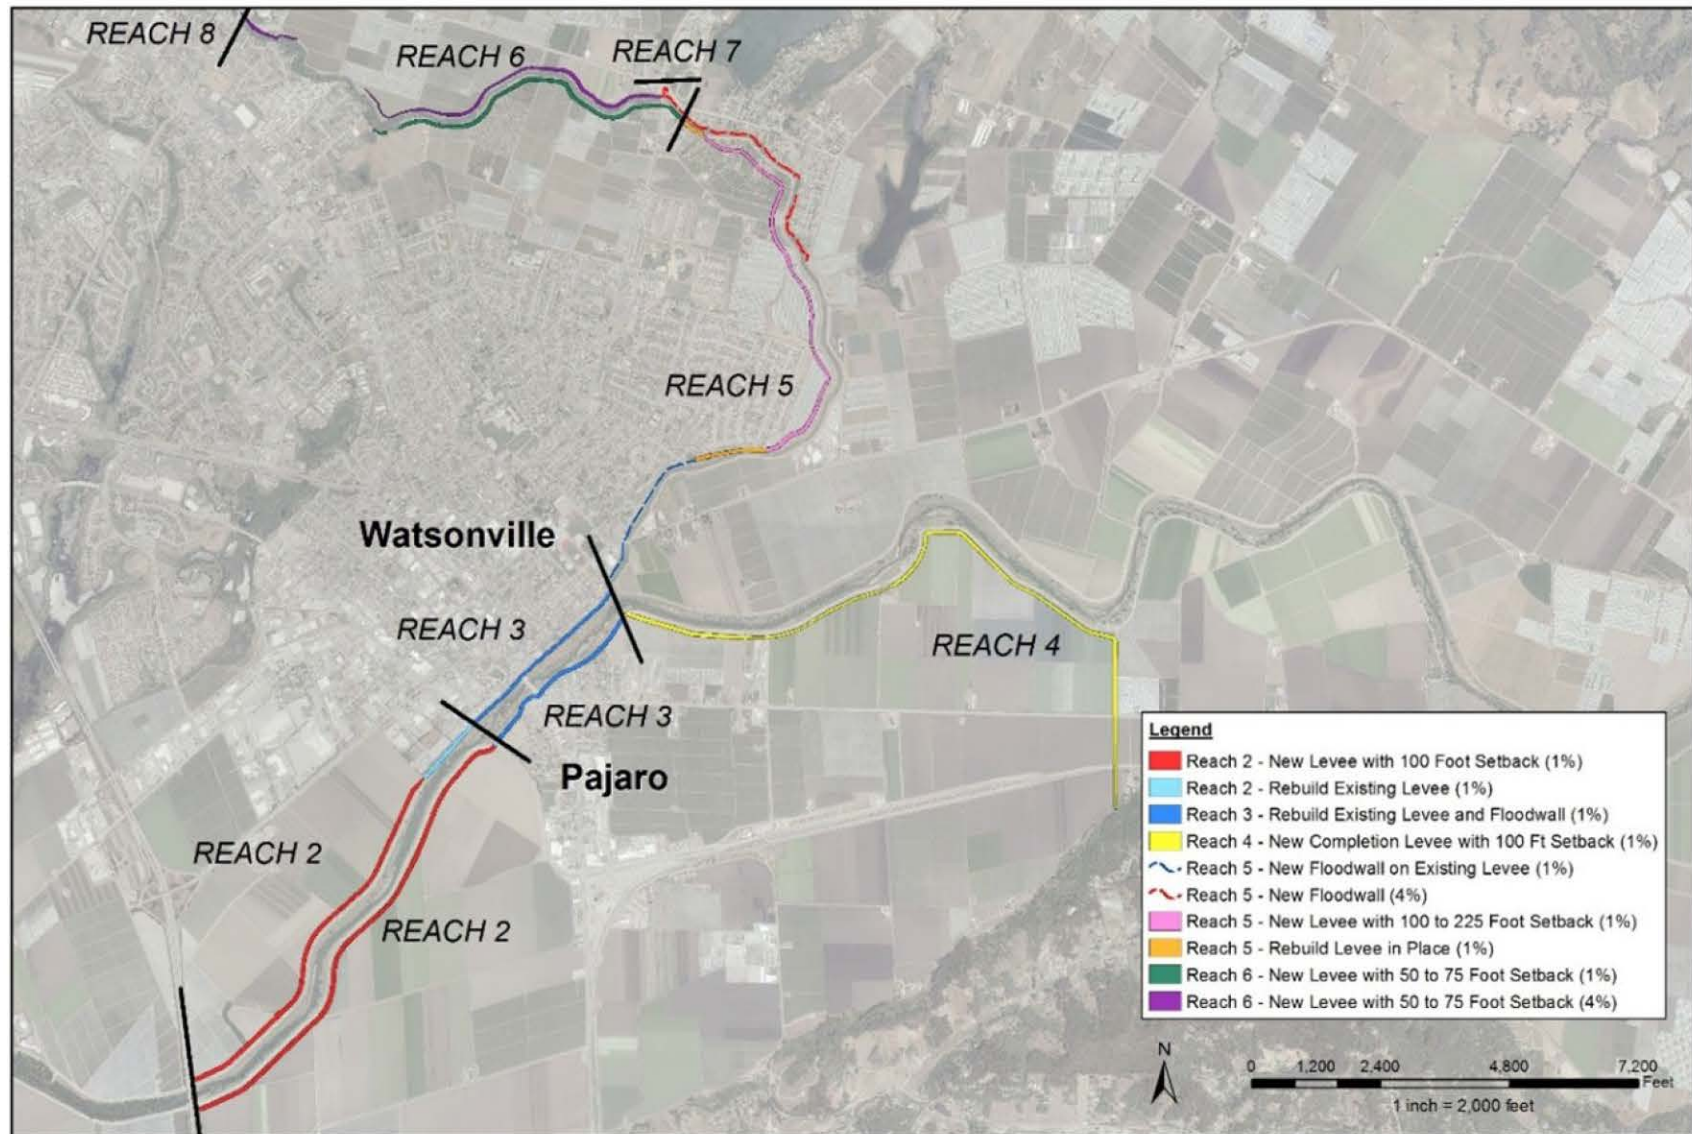 REACH 8
REACH 6
REACH 7
REACH 5
Watsonville
REACH 3
REACH 4
REACH 3
Pajaro
REACH 2
REACH 2
Legend
Reach 2 - New Levee with 100 Foot Setback (1%)
Reach 2 - Rebuild Existing Levee (1%)
Reach 3 - Rebuild Existing Levee and Floodwall (1%)
Reach 4 - New Completion Levee with 100 Ft Setback (1%)
Reach 5 - New Floodwall on Existing Levee (1%)
Reach 5 - New Floodwall (4%)
Reach 5 - New Levee with 100 to 225 Foot Setback (1%)
Reach 5 - Rebuild Levee in Place (1%)
Reach 6 - New Levee with 50 to 75 Foot Setback (1%)
Reach 6 - New Levee with 50 to 75 Foot Setback (4%)
N
0 1,200 2,400 4,800 7,200
Feet
1 inch = 2,000 feet